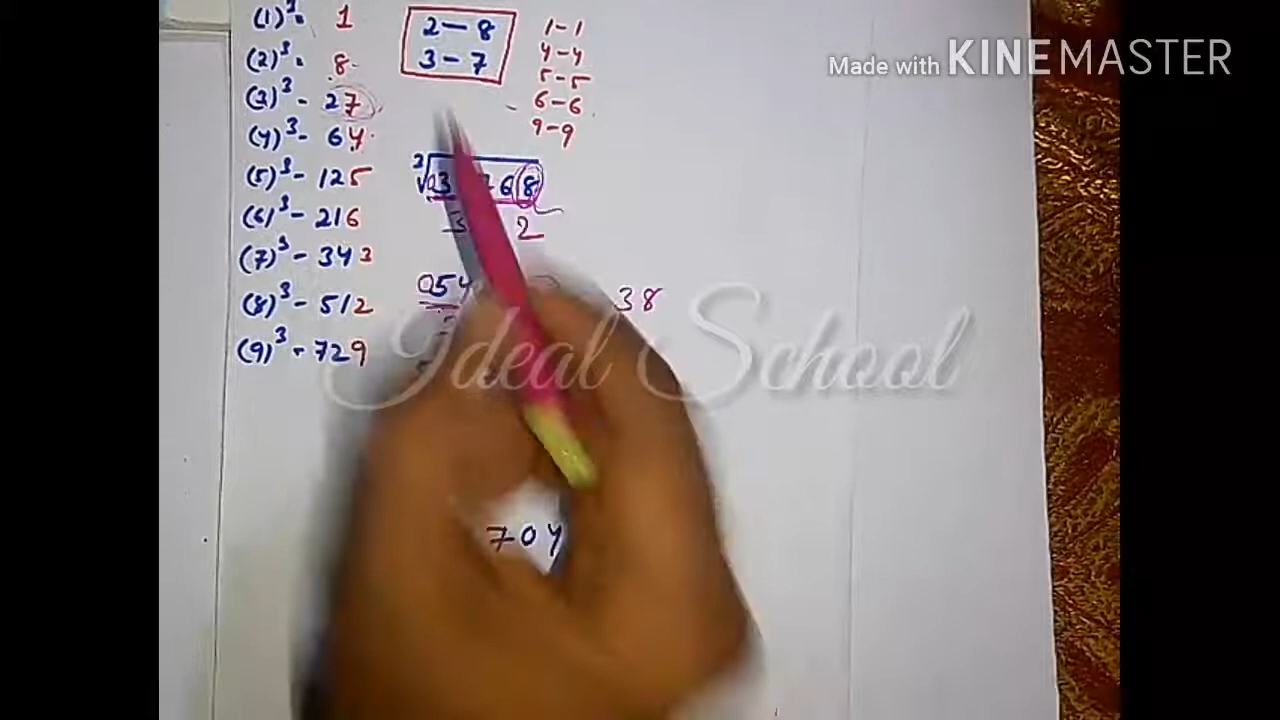 Made with KINEMASTER
(1)³ - 1
(2)³ - 8
(3)³ - 27
(4)³ - 64
(5)³ - 125
(6)³ - 216
(7)³ - 343
(8)³ - 512
(9)³ - 729
2 - 8
3 - 7
1-1
4-4
5-5
6-6
9-9
2
054
38
Ideal School
704